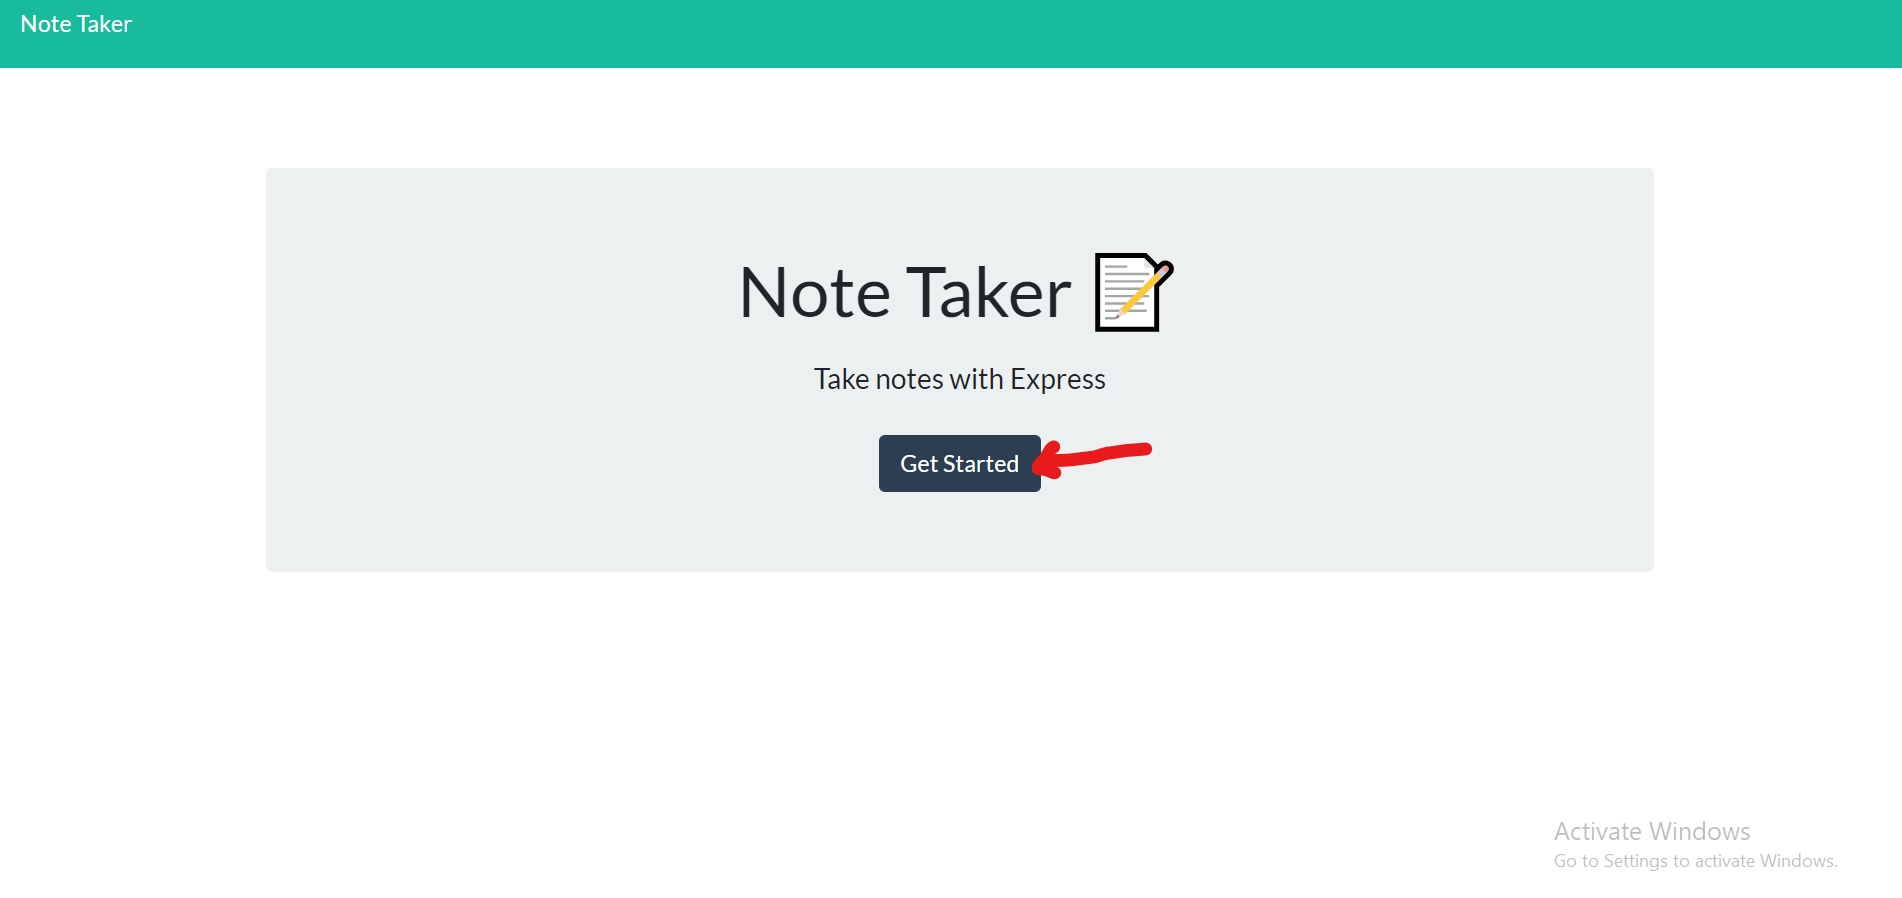 Note Taker
Note Taker
Take notes with Express
Get Started
Activate Windows
Go to Settings to activate Windows.